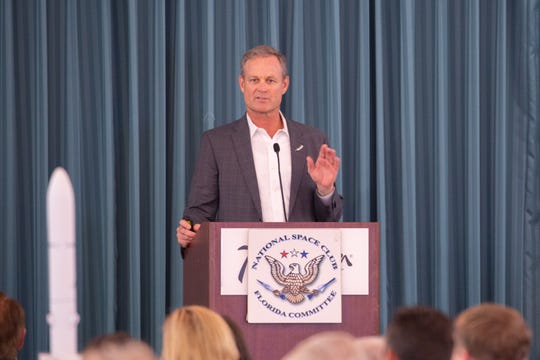 NATIONAL SPACE CLUB
FLORIDA COMMITTEE